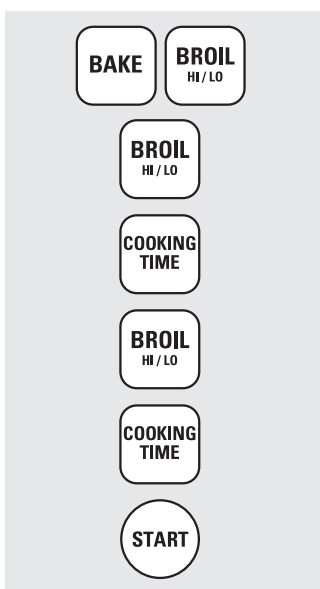 BAKE
BROIL
HI / LO
BROIL
HI / LO
COOKING
TIME
BROIL
HI / LO
COOKING
TIME
START